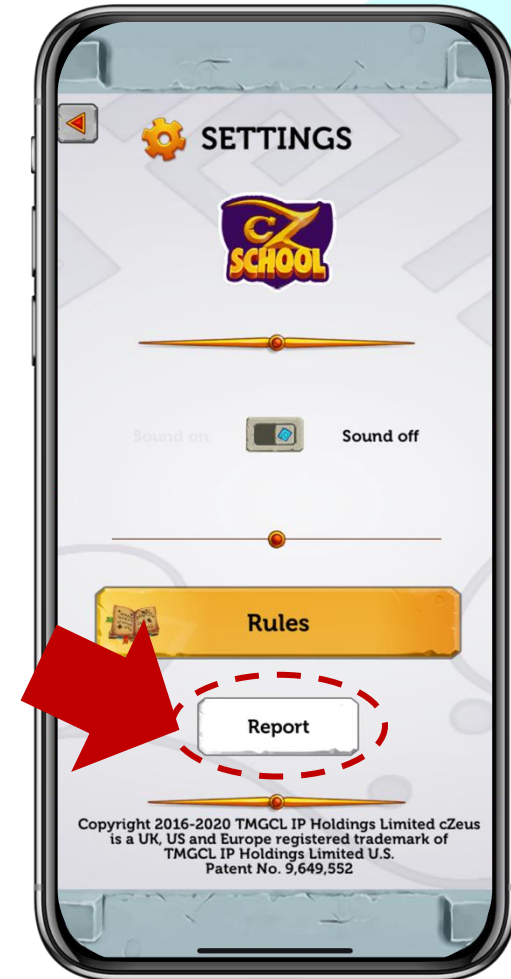 SETTINGS
CZ
SCHOOL
Sound on Sound off
Rules
Report
Copyright 2016-2020 TMGCL IP Holdings Limited cZeus
is a UK, US and Europe registered trademark of
TMGCL IP Holdings Limited U.S.
Patent No. 9,649,552